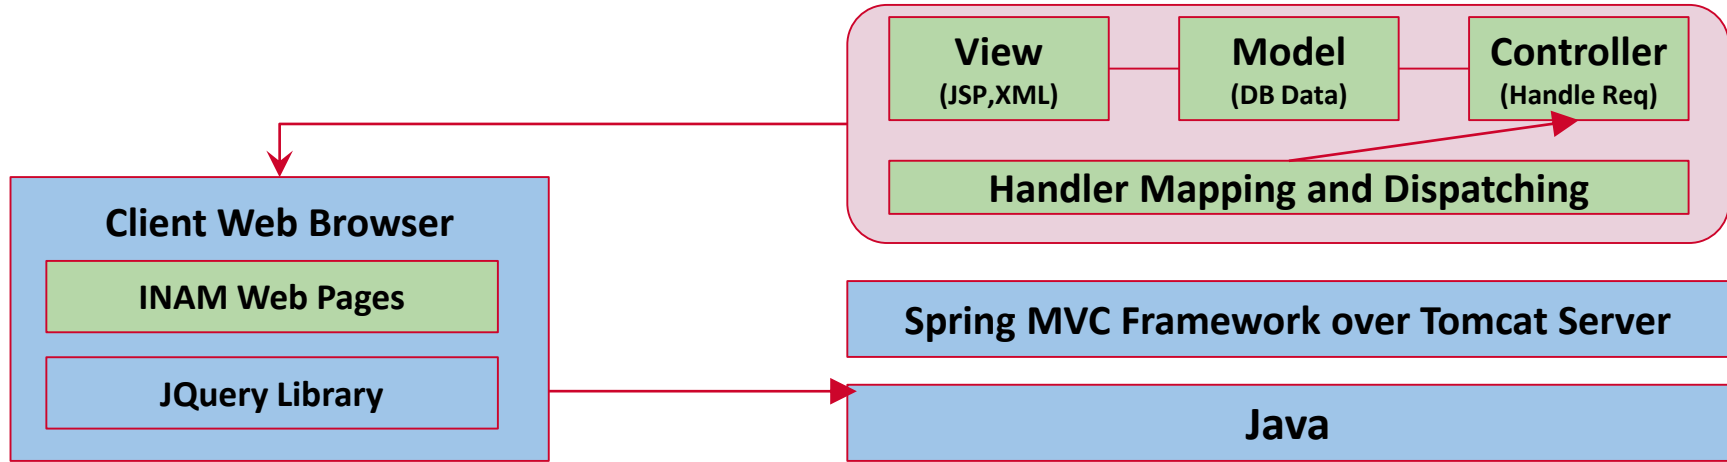 View
(JSP,XML)
Model
(DB Data)
Controller
(Handle Req)
Handler Mapping and Dispatching
Client Web Browser
INAM Web Pages
JQuery Library
Spring MVC Framework over Tomcat Server
Java